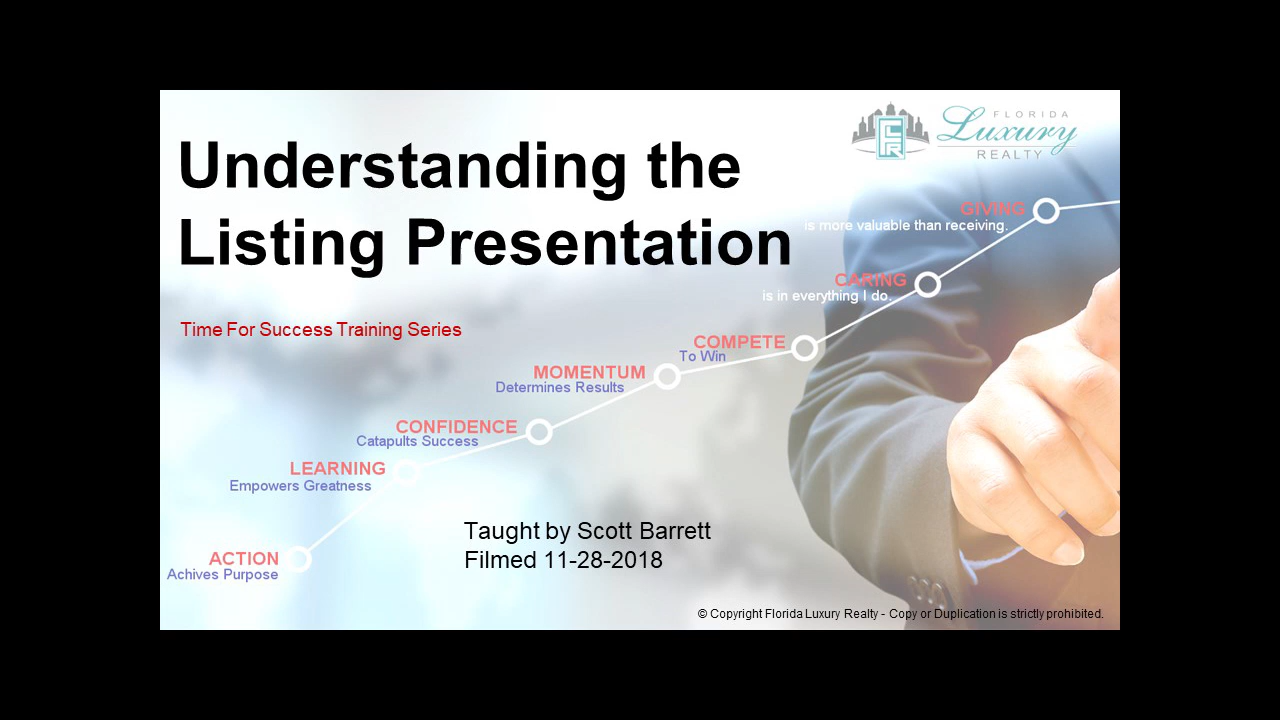 FLORIDA
Luxury
REALTY
Understanding the
Listing Presentation
GIVING
is more valuable than receiving.
CARING
is in everything I do.
Time For Success Training Series
COMPETE
To Win
MOMENTUM
Determines Results
CONFIDENCE
Catapults Success
LEARNING
Empowers Greatness
Taught by Scott Barrett
Filmed 11-28-2018
ACTION
Achives Purpose
© Copyright Florida Luxury Realty - Copy or Duplication is strictly prohibited.